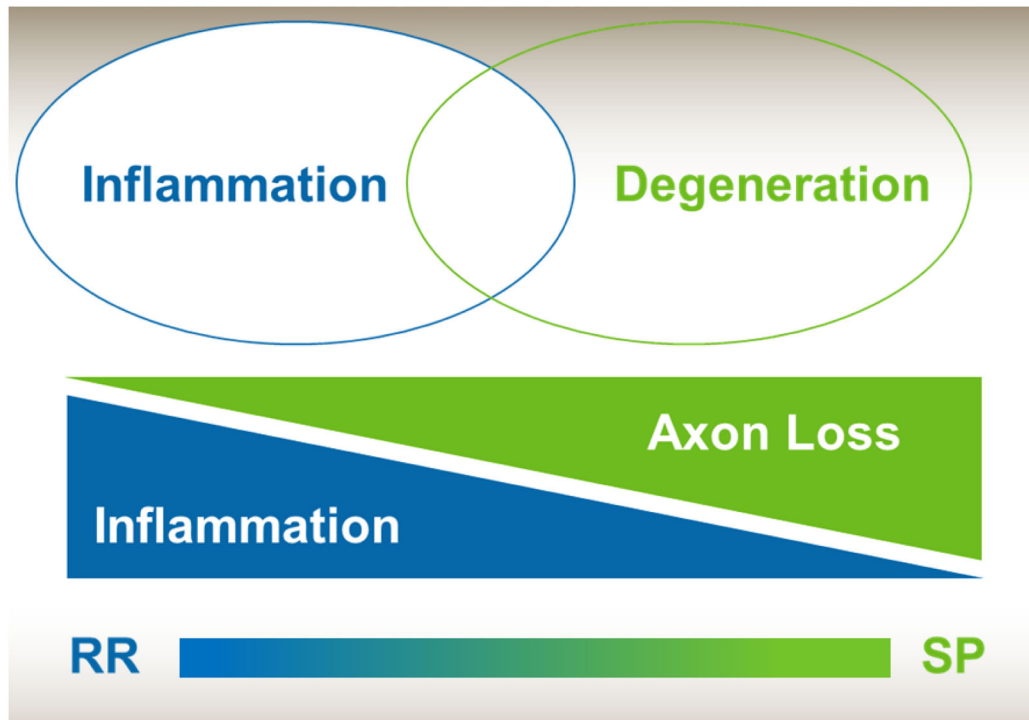 Inflammation
Degeneration
Axon Loss
Inflammation
RR
SP